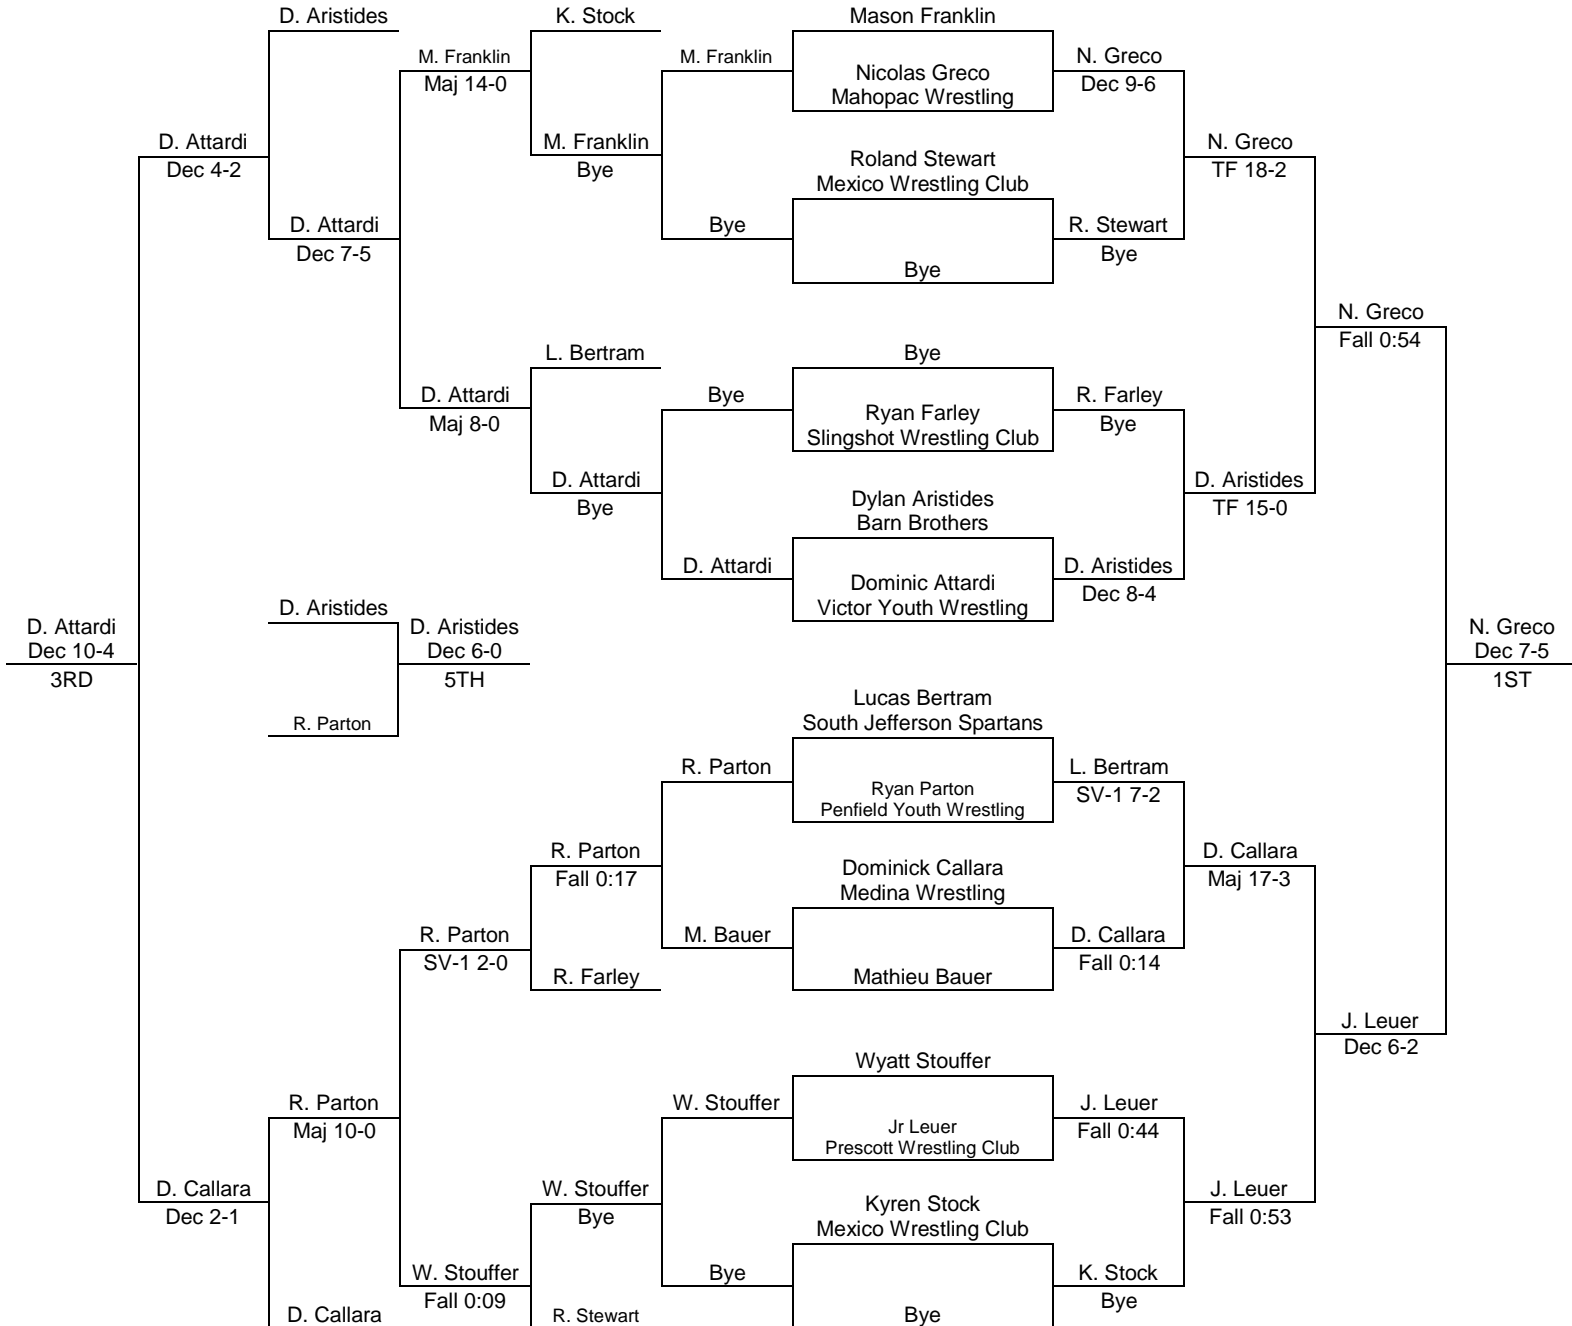 D. Aristides
K. Stock
Mason Franklin
M. Franklin
Maj 14-0
M. Franklin
Nicolas Greco
Mahopac Wrestling
N. Greco
Dec 9-6
D. Attardi
Dec 4-2
M. Franklin
Bye
Roland Stewart
Mexico Wrestling Club
N. Greco
TF 18-2
D. Attardi
Dec 7-5
Bye
Bye
R. Stewart
Bye
N. Greco
Fall 0:54
L. Bertram
Bye
D. Attardi
Maj 8-0
Bye
Ryan Farley
Slingshot Wrestling Club
R. Farley
Bye
D. Attardi
Bye
Dylan Aristides
Barn Brothers
D. Aristides
TF 15-0
D. Attardi
Dominic Attardi
Victor Youth Wrestling
D. Aristides
Dec 8-4
D. Attardi
Dec 10-4
3RD
D. Aristides
R. Parton
D. Aristides
Dec 6-0
5TH
N. Greco
Dec 7-5
1ST
Lucas Bertram
South Jefferson Spartans
R. Parton
Ryan Parton
Penfield Youth Wrestling
L. Bertram
SV-1 7-2
R. Parton
Fall 0:17
Dominick Callara
Medina Wrestling
D. Callara
Maj 17-3
R. Parton
SV-1 2-0
R. Farley
M. Bauer
Mathieu Bauer
D. Callara
Fall 0:14
J. Leuer
Dec 6-2
Wyatt Stouffer
R. Parton
Maj 10-0
W. Stouffer
Jr Leuer
Prescott Wrestling Club
J. Leuer
Fall 0:44
D. Callara
Dec 2-1
W. Stouffer
Bye
Kyren Stock
Mexico Wrestling Club
J. Leuer
Fall 0:53
W. Stouffer
Fall 0:09
Bye
K. Stock
Bye
D. Callara
R. Stewart
Bye